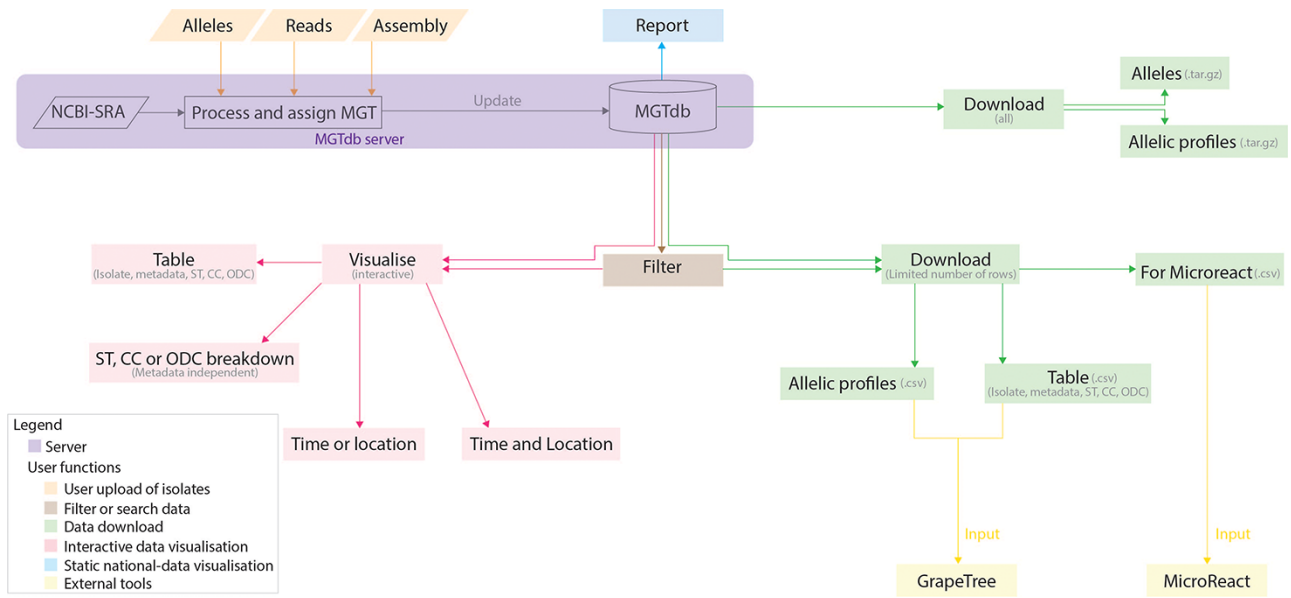 Alleles
Reads
Assembly
Report
NCBI-SRA
Process and assign MGT
Update
MGTdb
MGTdb server
Download
(all)
Alleles (.tar.gz)
Allelic profiles (.tar.gz)
Table
(Isolate, metadata, ST, CC, ODC)
Visualise
(interactive)
Filter
Download
(Limited number of rows)
For Microreact (.csv)
ST, CC or ODC breakdown
(Metadata independent)
Allelic profiles (.csv)
Table (.csv)
(Isolate, metadata, ST, CC, ODC)
Time or location
Time and Location
Legend
Server
User functions
User upload of isolates
Filter or search data
Data download
Interactive data visualisation
Static national-data visualisation
External tools
Input
Input
GrapeTree
MicroReact